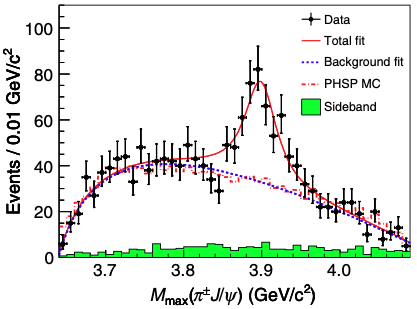 Events / 0.01 GeV/c²
100
80
60
40
20
0
Data
Total fit
Background fit
PHSP MC
Sideband
3.7 3.8 3.9 4.0
M_max(π±J/ψ) (GeV/c²)